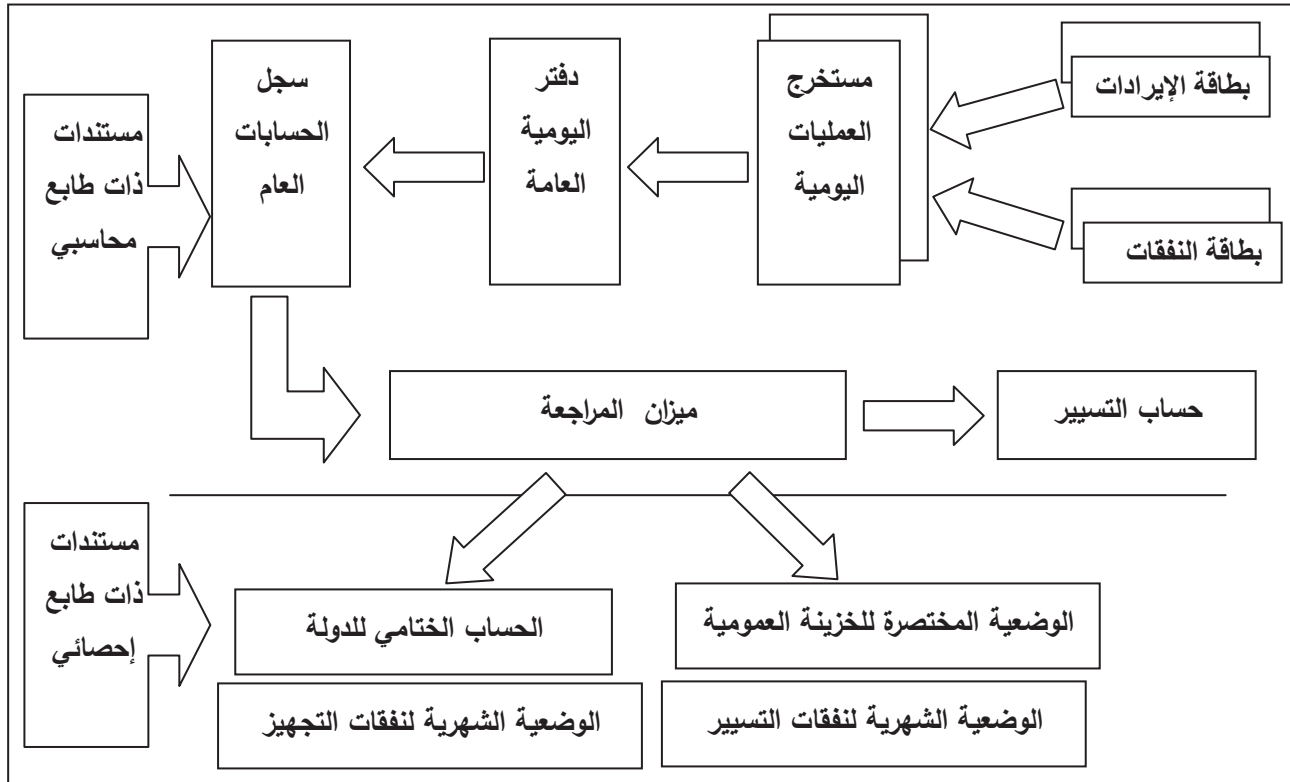 بطاقة الإيرادات
بطاقة النفقات
مستخرج
العمليات
اليومية
دفتر
اليومية
العامة
سجل
الحسابات
العام
مستندات
ذات طابع
محاسبي
ميزان المراجعة
حساب التسيير
مستندات
ذات طابع
إحصائي
الوضعية المختصرة للخزينة العمومية
الحساب الختامي للدولة
الوضعية الشهرية لنفقات التسيير
الوضعية الشهرية لنفقات التجهيز